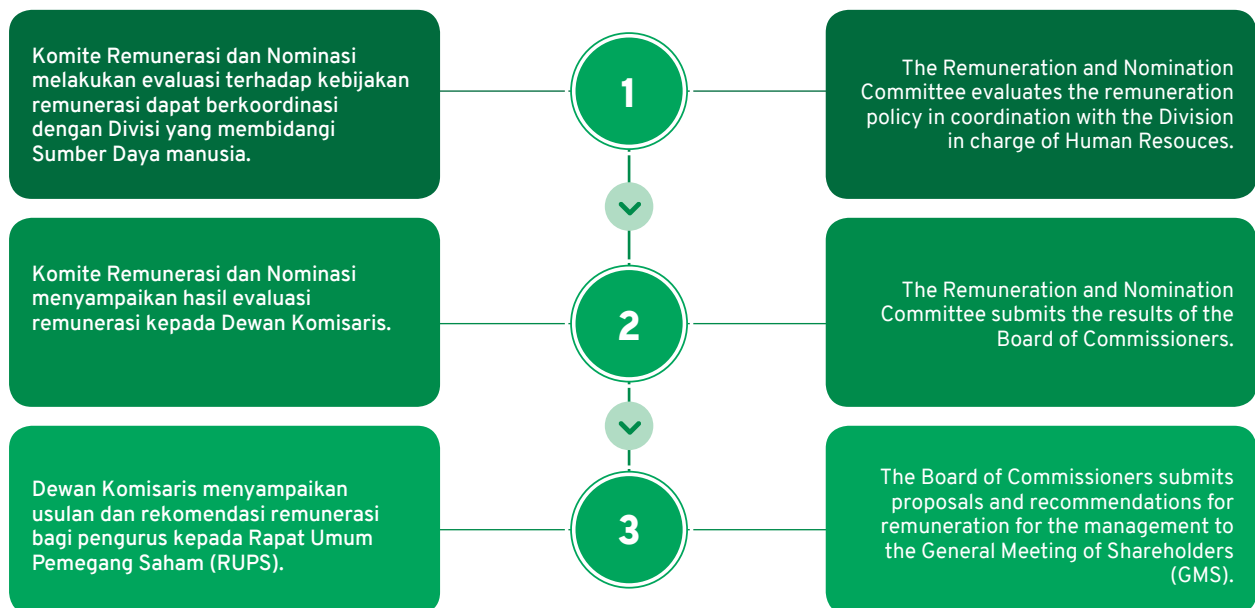 Komite Remunerasi dan Nominasi
melakukan evaluasi terhadap kebijakan
remunerasi dapat berkoordinasi
dengan Divisi yang membidangi
Sumber Daya manusia.
1
The Remuneration and Nomination
Committee evaluates the remuneration
policy in coordination with the Division
in charge of Human Resouces.
Komite Remunerasi dan Nominasi
menyampaikan hasil evaluasi
remunerasi kepada Dewan Komisaris.
2
The Remuneration and Nomination
Committee submits the results of the
Board of Commissioners.
Dewan Komisaris menyampaikan
usulan dan rekomendasi remunerasi
bagi pengurus kepada Rapat Umum
Pemegang Saham (RUPS).
3
The Board of Commissioners submits
proposals and recommendations for
remuneration for the management to
the General Meeting of Shareholders
(GMS).